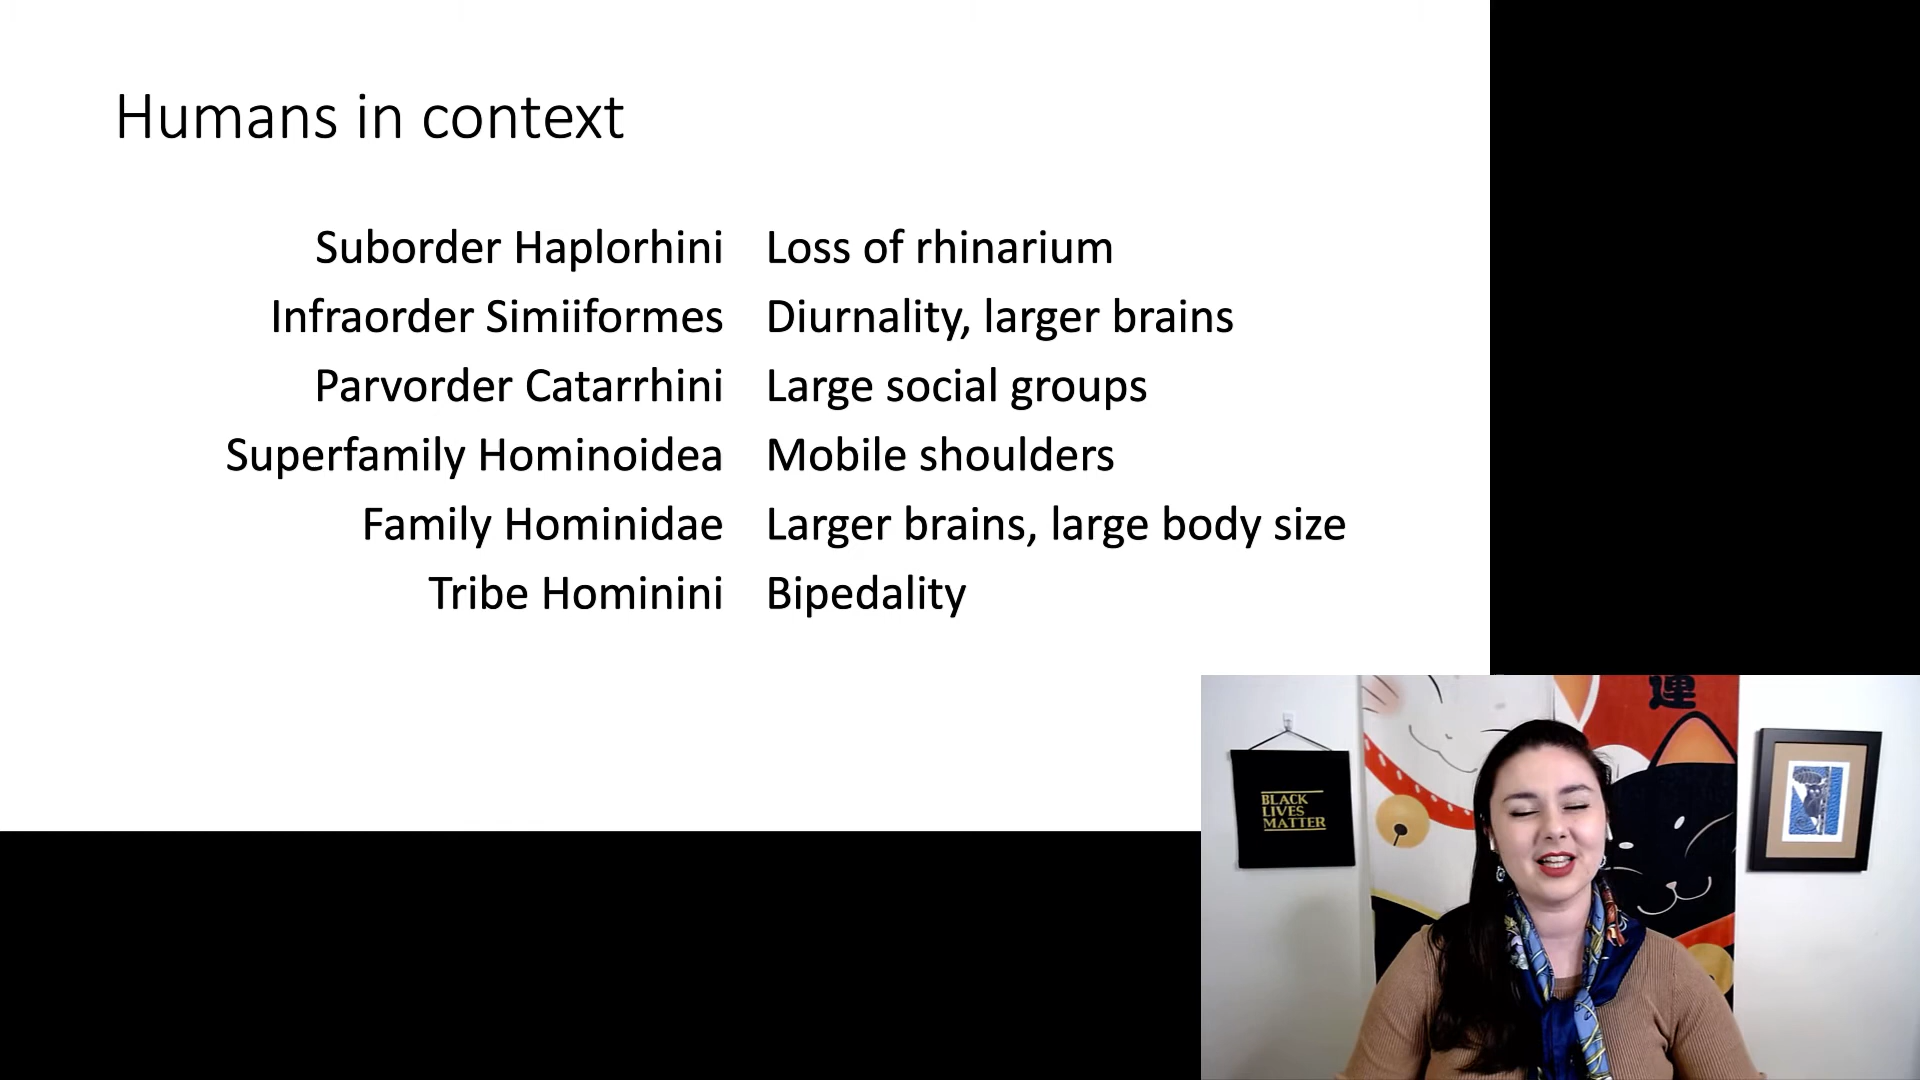 Humans in context
Suborder Haplorhini Loss of rhinarium
Infraorder Simiiformes Diurnality, larger brains
Parvorder Catarrhini Large social groups
Superfamily Hominoidea Mobile shoulders
Family Hominidae Larger brains, large body size
Tribe Hominini Bipedality
運
BLACK
LIVES
MATTER